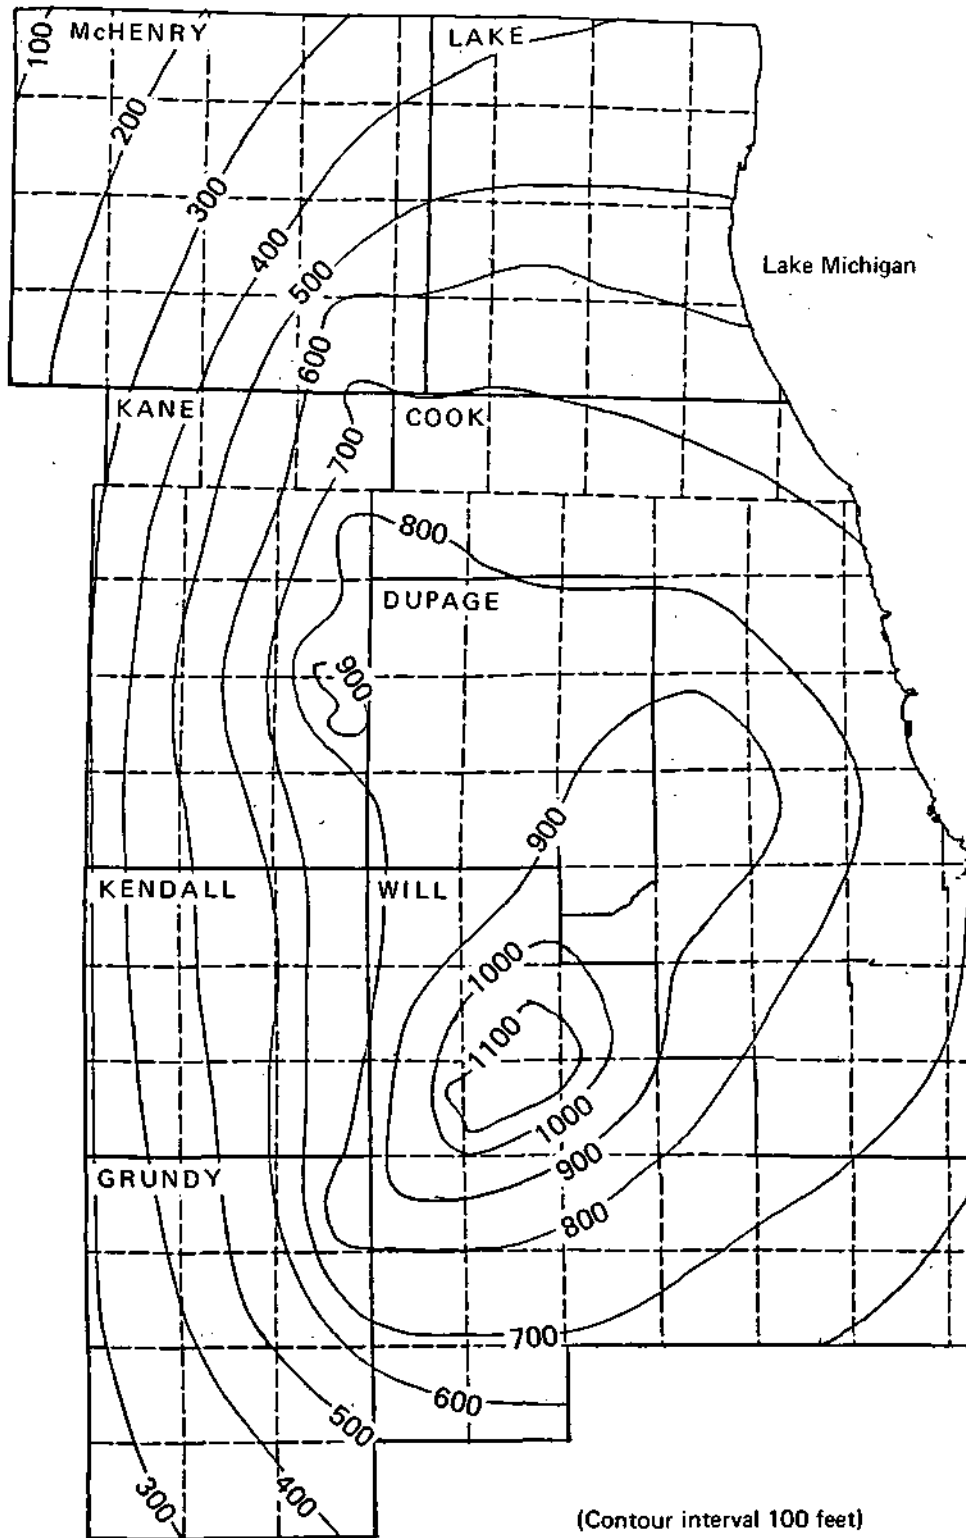 McHENRY
LAKE
100
200
300
400
500
Lake Michigan
600
KANE
COOK
700
800
DUPAGE
900
900
KENDALL
WILL
1000
1100
1000
900
GRUNDY
800
700
600
500
300
400
(Contour interval 100 feet)